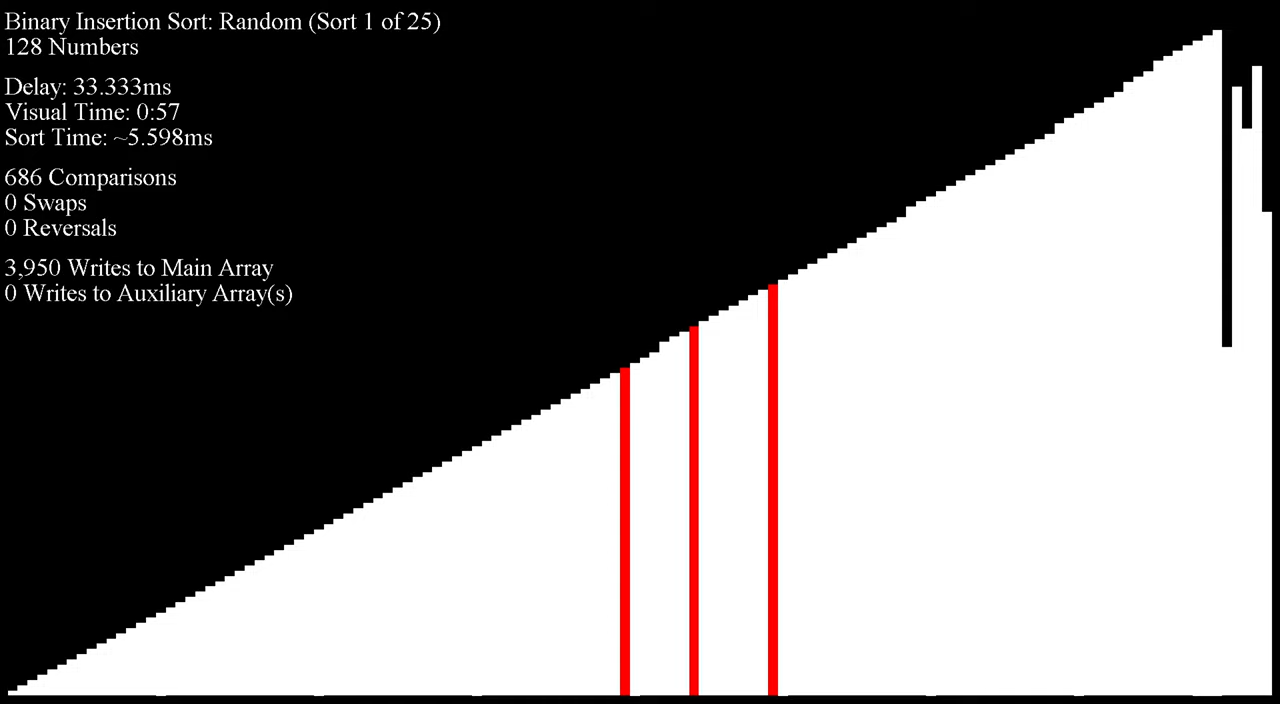 Binary Insertion Sort: Random (Sort 1 of 25)
128 Numbers
Delay: 33.333ms
Visual Time: 0:57
Sort Time: ~5.598ms
686 Comparisons
0 Swaps
0 Reversals
3,950 Writes to Main Array
0 Writes to Auxiliary Array(s)